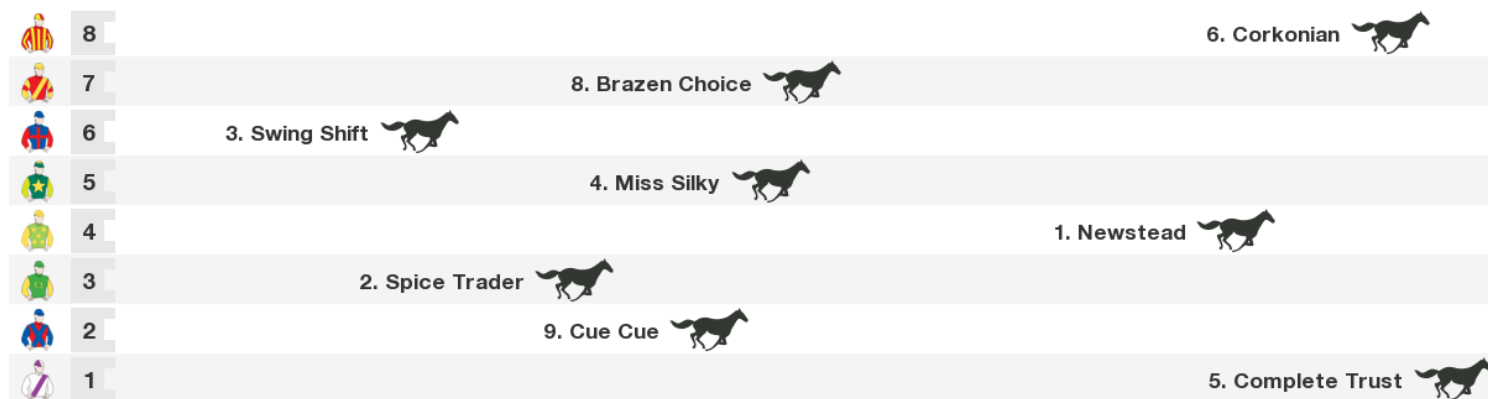 8 6. Corkonian
7 8. Brazen Choice
6 3. Swing Shift
5 4. Miss Silky
4 1. Newstead
3 2. Spice Trader
2 9. Cue Cue
1 5. Complete Trust